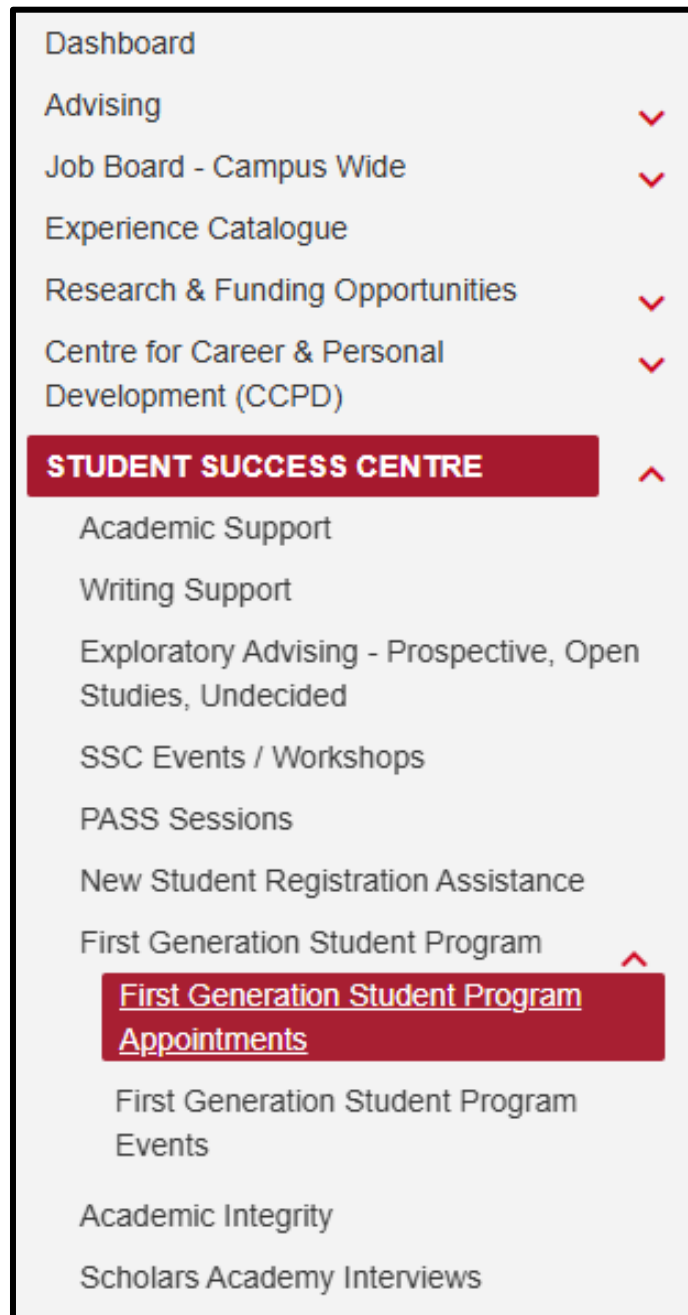 Dashboard
Advising
Job Board - Campus Wide
Experience Catalogue
Research & Funding Opportunities
Centre for Career & Personal
Development (CCPD)
STUDENT SUCCESS CENTRE
Academic Support
Writing Support
Exploratory Advising - Prospective, Open
Studies, Undecided
SSC Events / Workshops
PASS Sessions
New Student Registration Assistance
First Generation Student Program
First Generation Student Program
Appointments
First Generation Student Program
Events
Academic Integrity
Scholars Academy Interviews